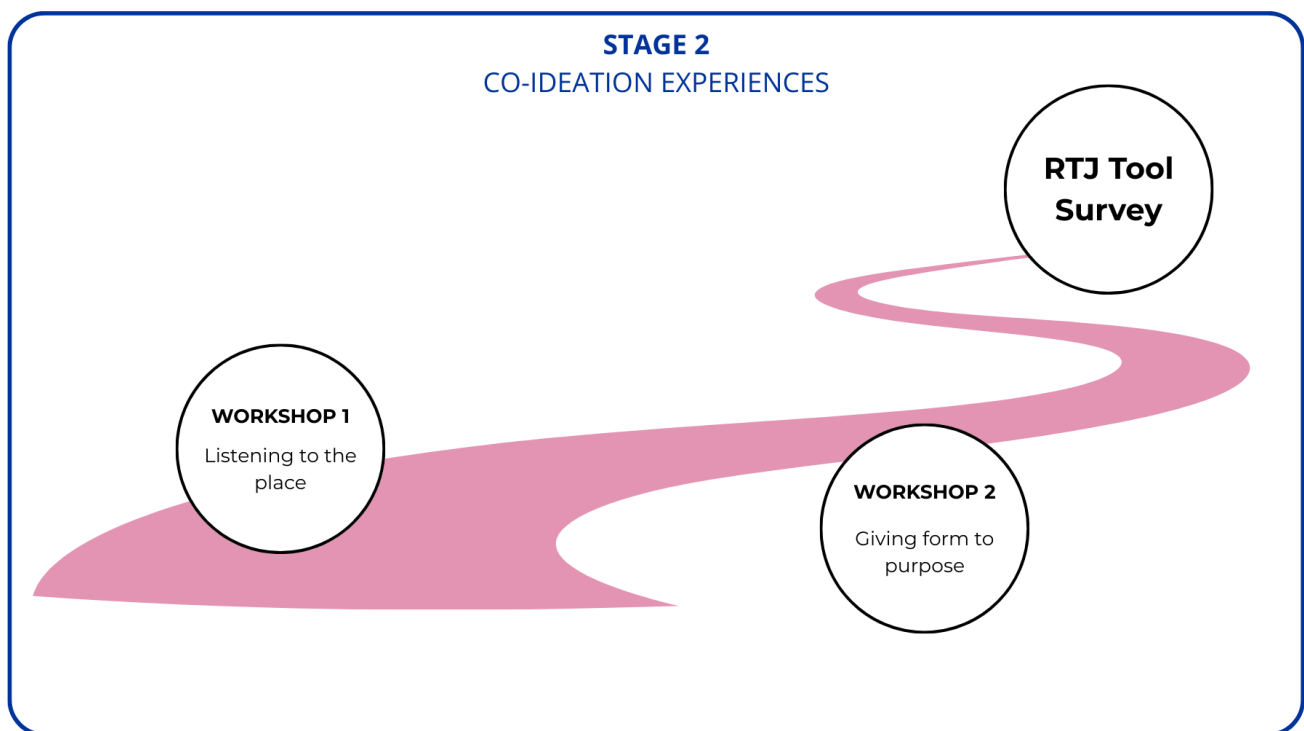 STAGE 2
CO-IDEATION EXPERIENCES
RTJ Tool
Survey
WORKSHOP 1
Listening to the
place
WORKSHOP 2
Giving form to
purpose